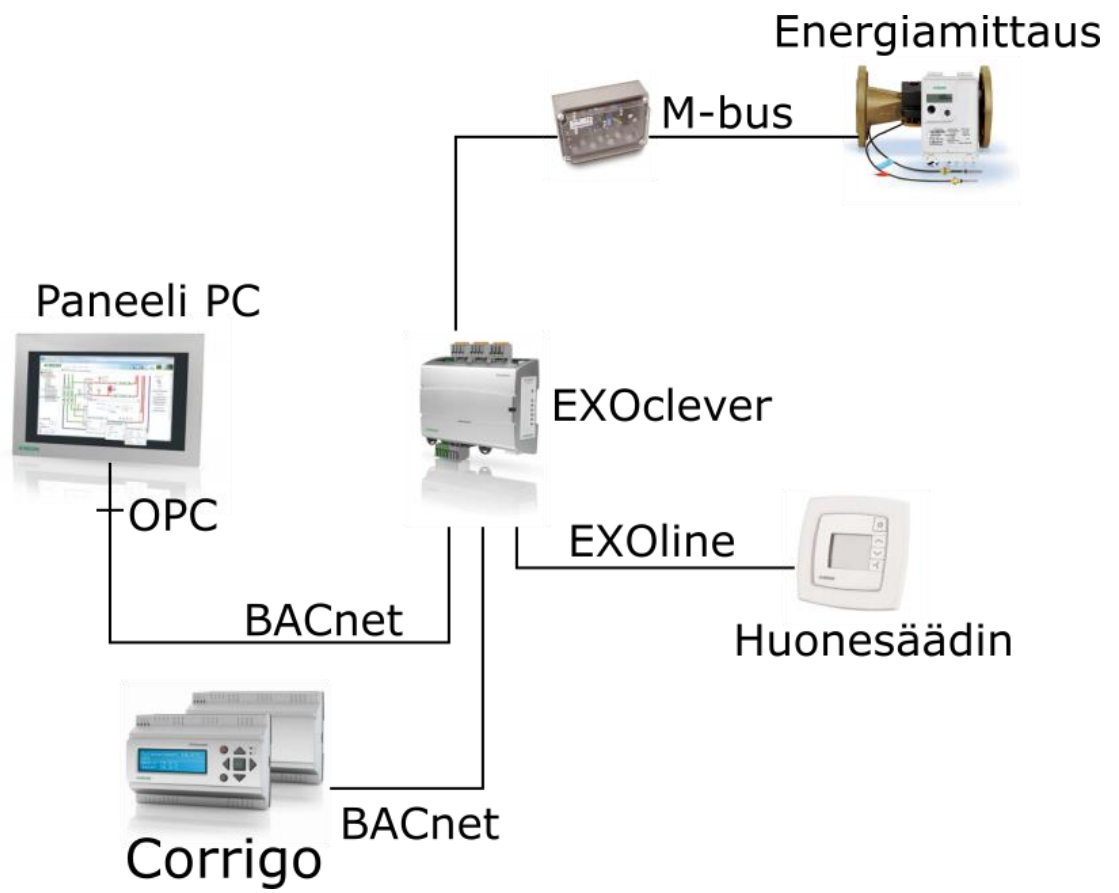 Energiamittaus
M-bus
Paneeli PC
EXOclever
OPC
EXOline
BACnet
Huonesäädin
BACnet
Corrigo